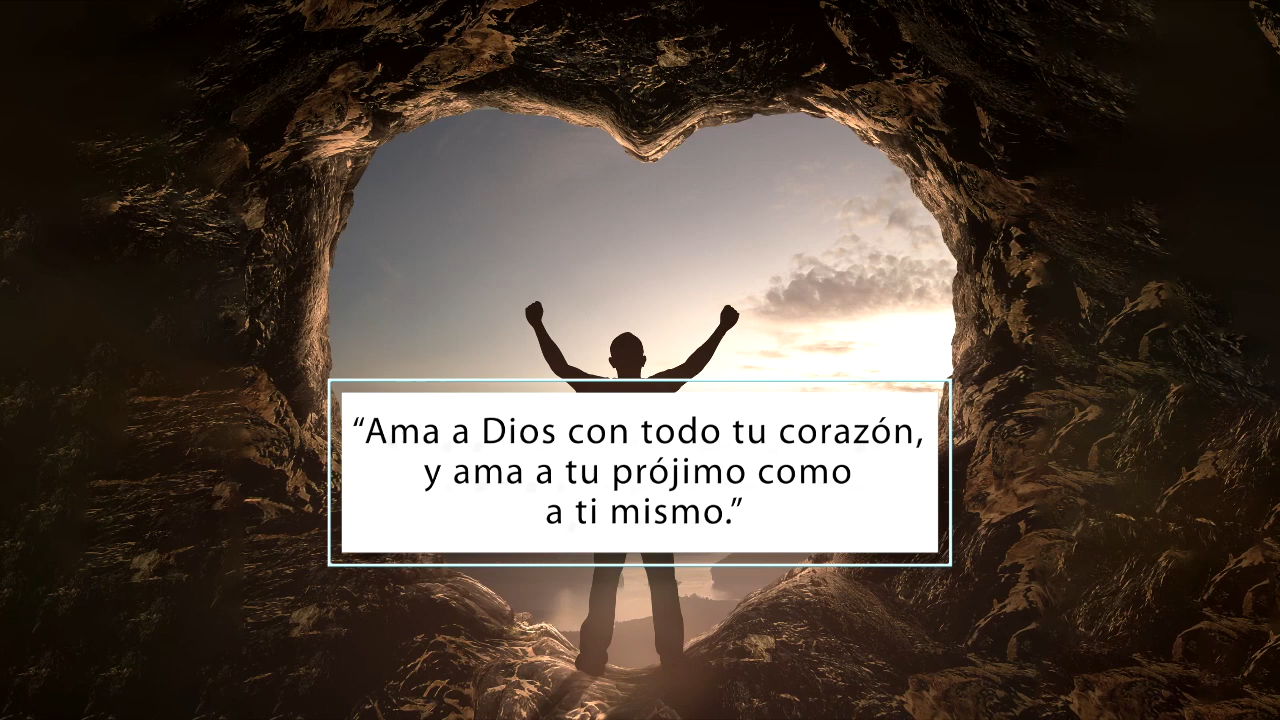 “Ama a Dios con todo tu corazón,
y ama a tu prójimo como
a ti mismo.”